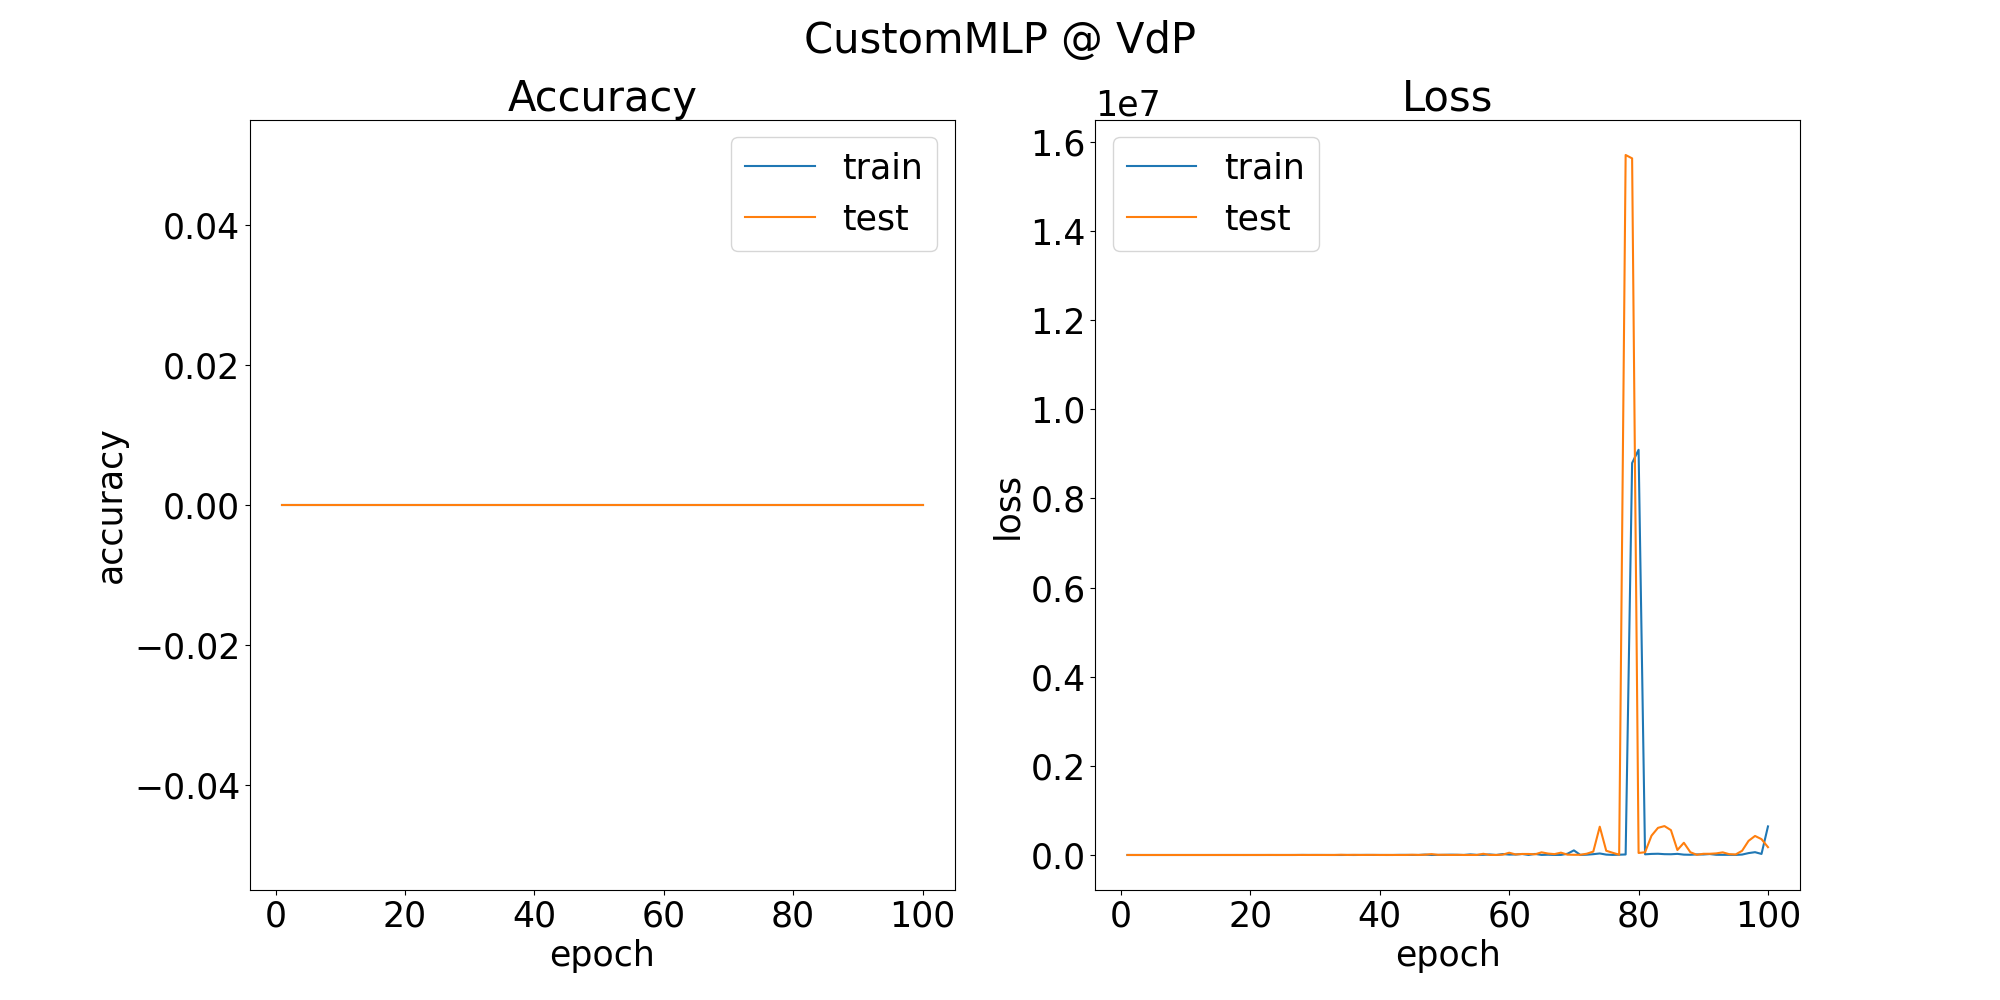 CustomMLP @ VdP
Accuracy
train
test
0.04
0.02
0.00
−0.02
−0.04
accuracy
0 20 40 60 80 100
epoch
Loss
1e7
train
test
1.6
1.4
1.2
1.0
0.8
0.6
0.4
0.2
0.0
loss
0 20 40 60 80 100
epoch